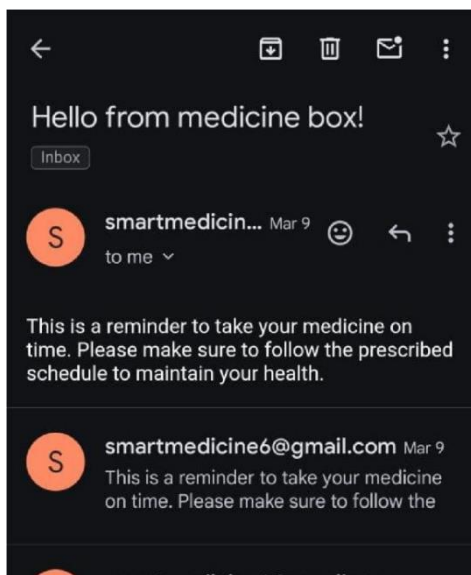 Hello from medicine box!
Inbox
S
smartmedicin... Mar 9
to me
This is a reminder to take your medicine on
time. Please make sure to follow the prescribed
schedule to maintain your health.
S
smartmedicine6@gmail.com Mar 9
This is a reminder to take your medicine
on time. Please make sure to follow the